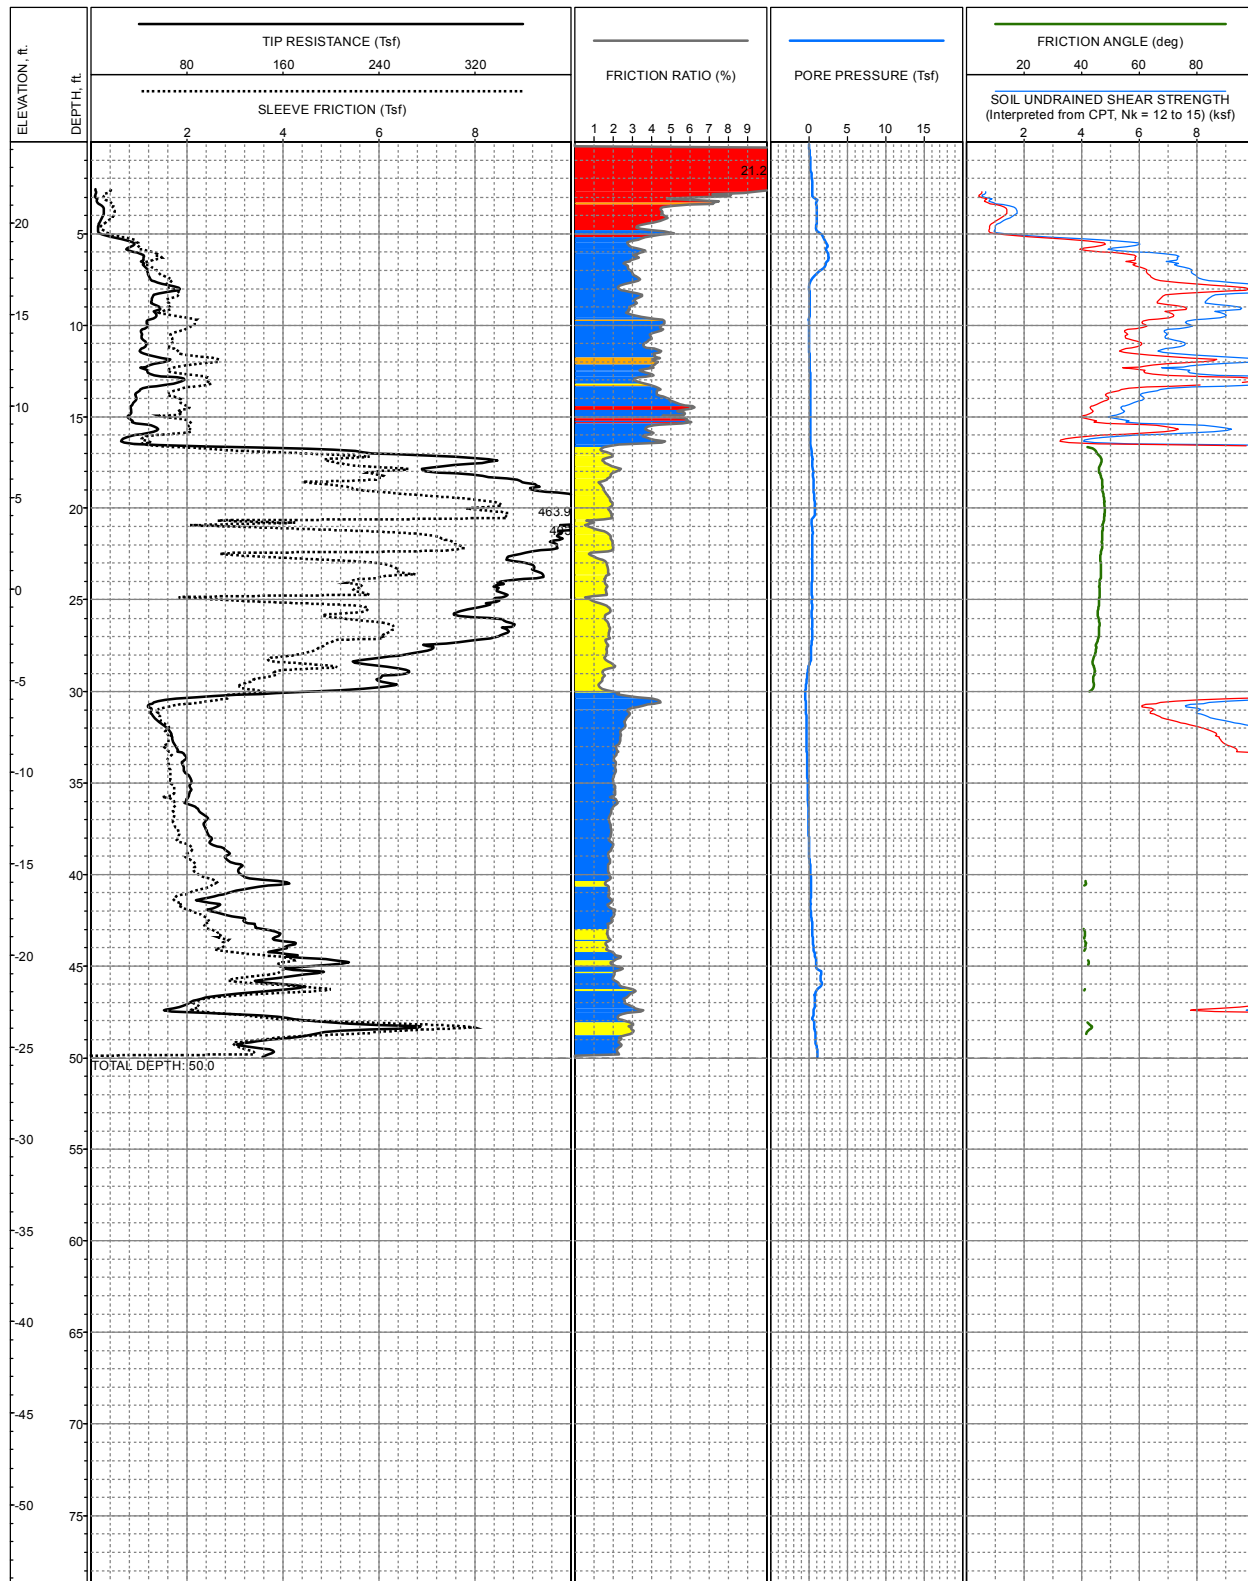 ELEVATION, ft.
DEPTH, ft.
TIP RESISTANCE (Tsf)
80 160 240 320
SLEEVE FRICTION (Tsf)
2 4 6 8
FRICTION RATIO (%)
1 2 3 4 5 6 7 8 9
PORE PRESSURE (Tsf)
0 5 10 15
FRICTION ANGLE (deg)
20 40 60 80
SOIL UNDRAINED SHEAR STRENGTH
(Interpreted from CPT, Nk = 12 to 15) (ksf)
20 40 60 80
21.2
20
5
15
10
10
15
5
20
463.9
0
25
-5
30
-10
35
-15
40
-20
45
-25
50
TOTAL DEPTH: 50.0
-30
55
-35
60
-40
65
-45
70
-50
75